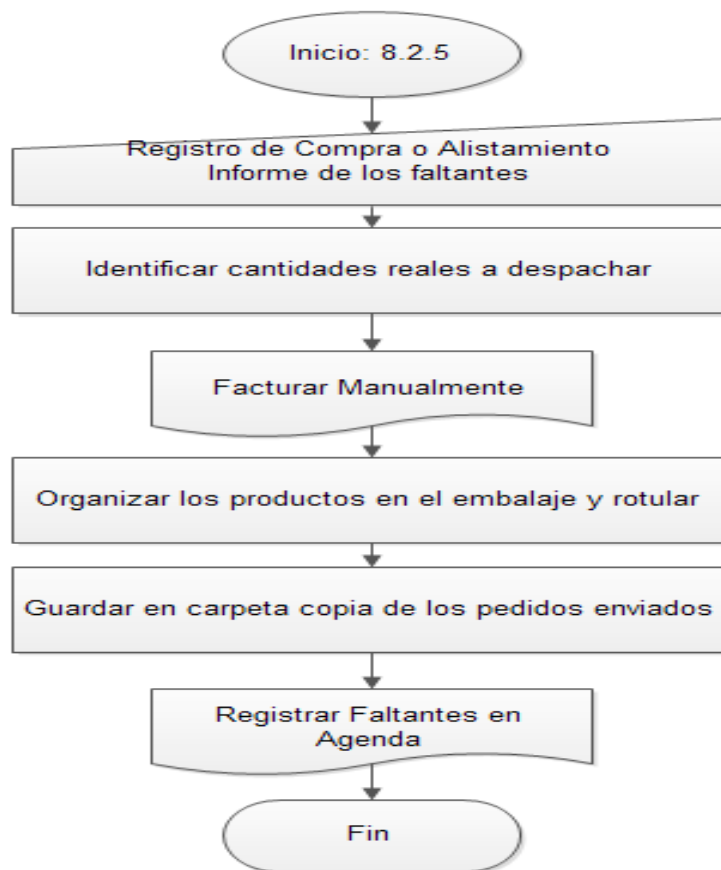 Inicio: 8.2.5
Registro de Compra o Alistamiento
Informe de los faltantes
Identificar cantidades reales a despachar
Facturar Manualmente
Organizar los productos en el embalaje y rotular
Guardar en carpeta copia de los pedidos enviados
Registrar Faltantes en
Agenda
Fin